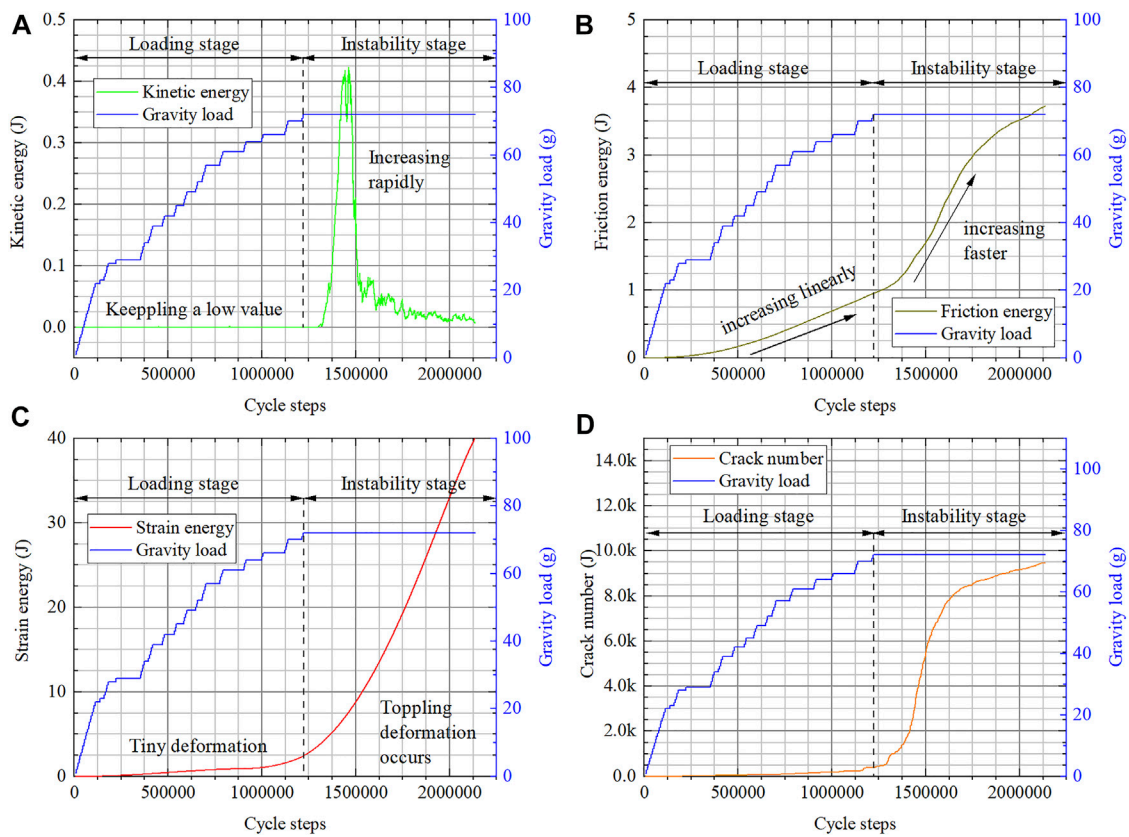 A
0.5
0.4
0.3
0.2
0.1
0.0
Kinetic energy (J)
100
80
60
40
20
0
Gravity load (g)
Loading stage
Instability stage
Kinetic energy
Gravity load
Increasing
rapidly
Keeppling a low value
0
500000
1000000
1500000
2000000
Cycle steps
B
5
4
3
2
1
0
Friction energy (J)
100
80
60
40
20
0
Gravity load (g)
Loading stage
Instability stage
increasing linearly
increasing
faster
Friction energy
Gravity load
0
500000
1000000
1500000
2000000
Cycle steps
C
40
30
20
10
0
Strain energy (J)
100
80
60
40
20
0
Gravity load (g)
Loading stage
Instability stage
Strain energy
Gravity load
Tiny deformation
Toppling
deformation
occurs
0
500000
1000000
1500000
2000000
Cycle steps
D
14.0k
12.0k
10.0k
8.0k
6.0k
4.0k
2.0k
0.0
Crack number (J)
100
80
60
40
20
0
Gravity load (g)
Crack number
Gravity load
Loading stage
Instability stage
0
500000
1000000
1500000
2000000
Cycle steps